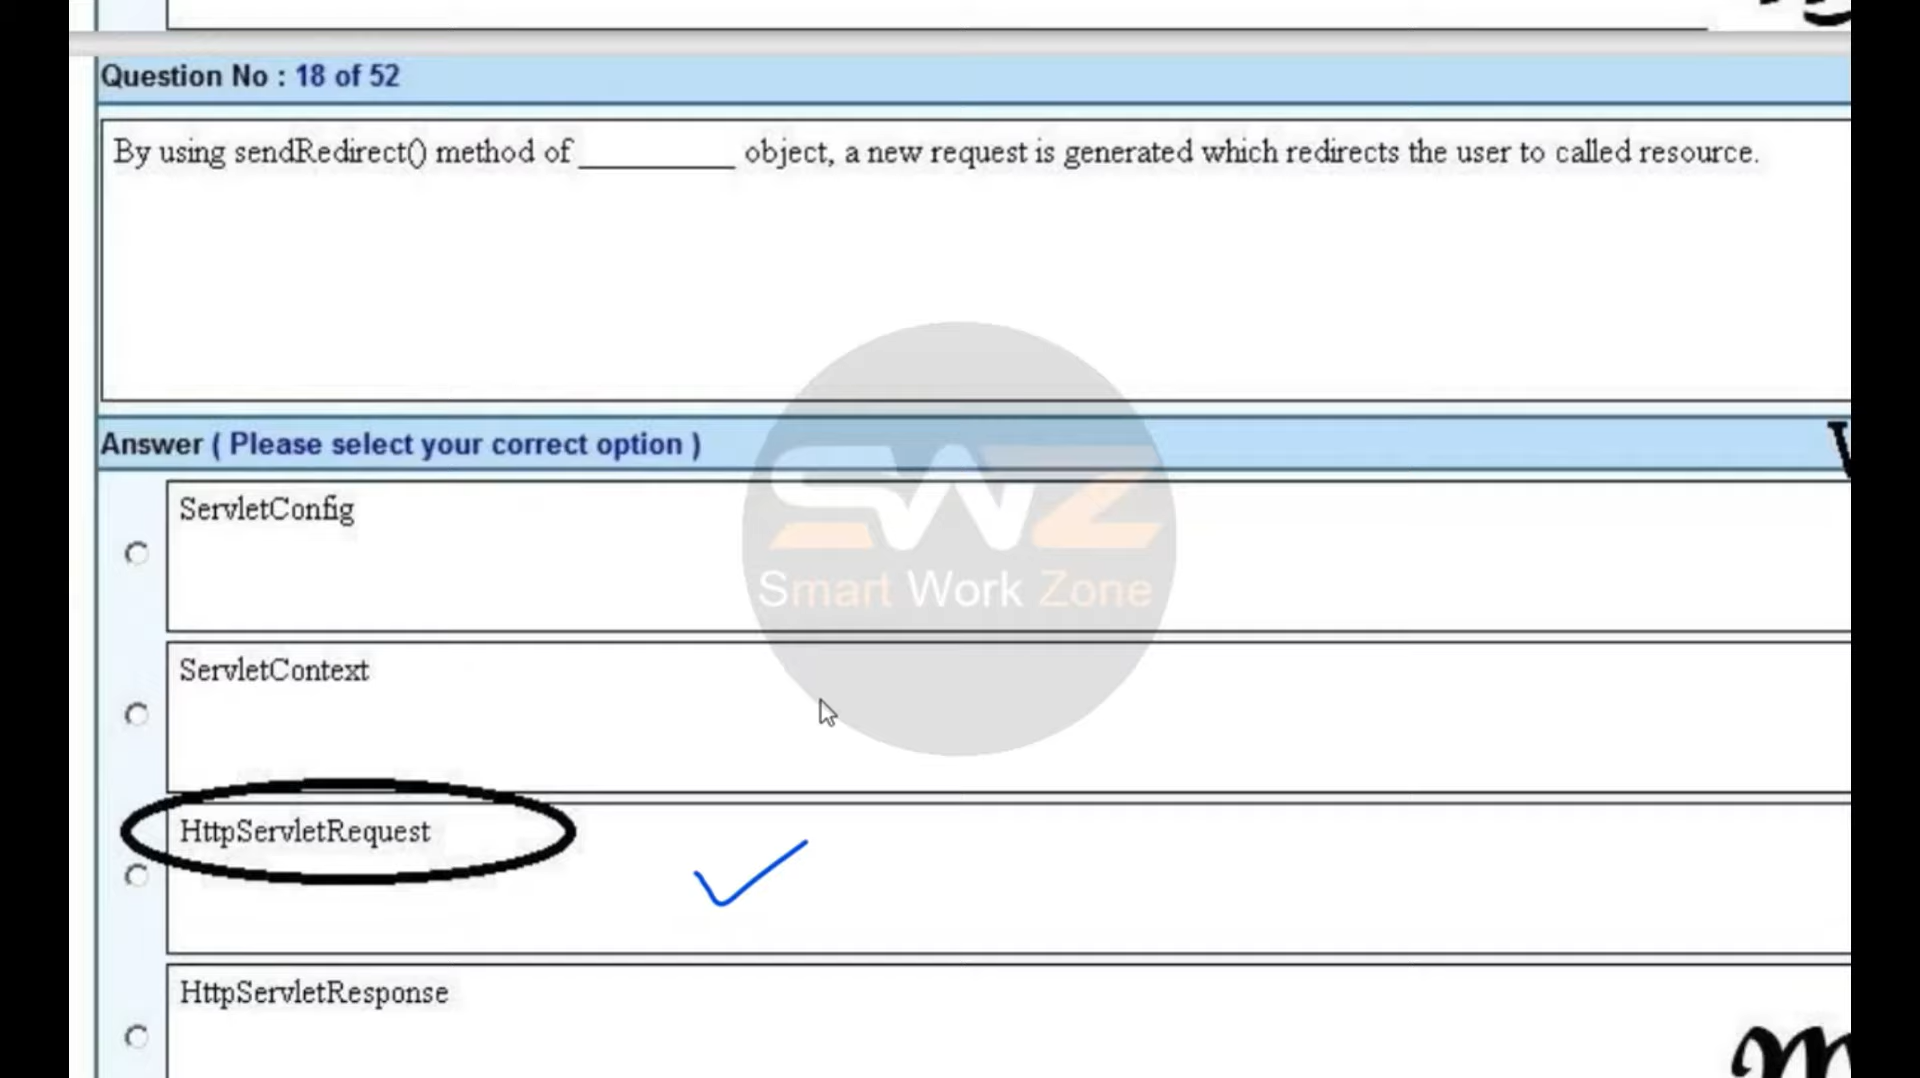 Question No : 18 of 52
By using sendRedirect() method of __________ object, a new request is generated which redirects the user to called resource.
Answer ( Please select your correct option )
SWZ
Smart Work Zone
ServletConfig
ServletContext
HttpServletRequest
HttpServletResponse